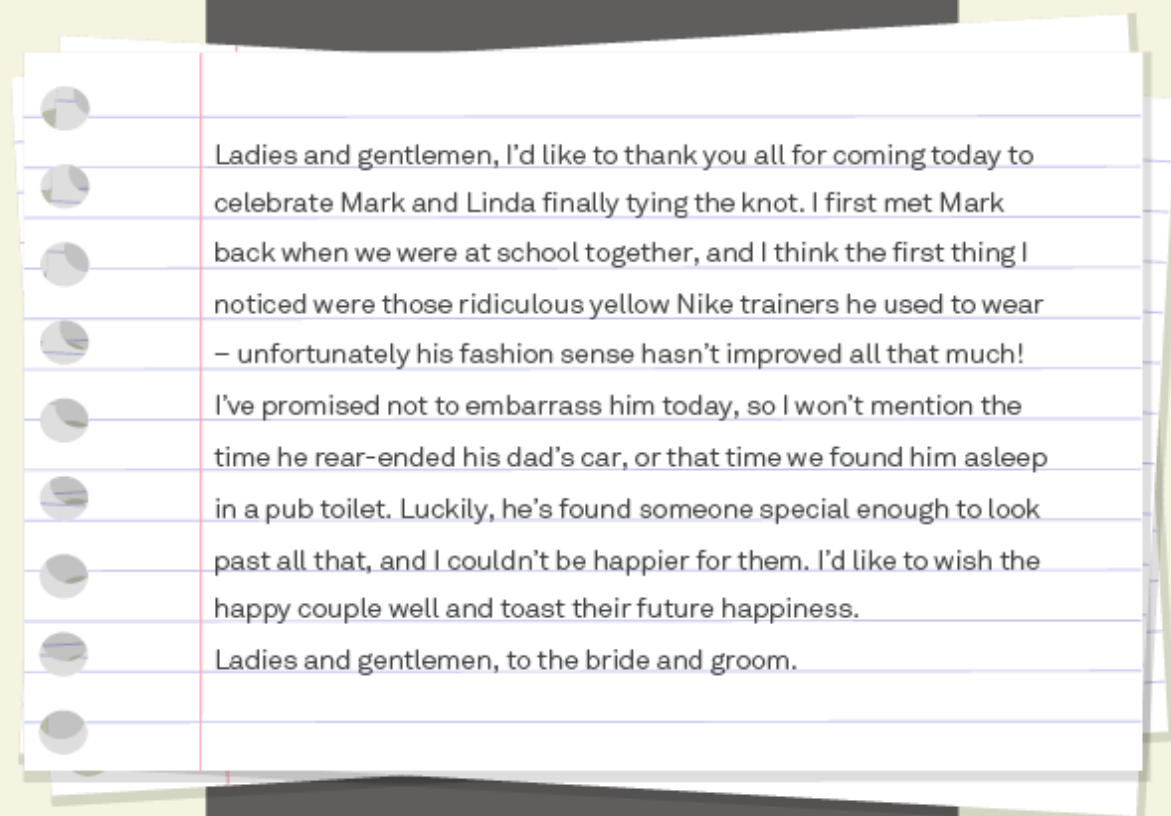 Ladies and gentlemen, I’d like to thank you all for coming today to
celebrate Mark and Linda finally tying the knot. I first met Mark
back when we were at school together, and I think the first thing I
noticed were those ridiculous yellow Nike trainers he used to wear
– unfortunately his fashion sense hasn’t improved all that much!
I’ve promised not to embarrass him today, so I won’t mention the
time he rear-ended his dad’s car, or that time we found him asleep
in a pub toilet. Luckily, he’s found someone special enough to look
past all that, and I couldn’t be happier for them. I’d like to wish the
happy couple well and toast their future happiness.
Ladies and gentlemen, to the bride and groom.